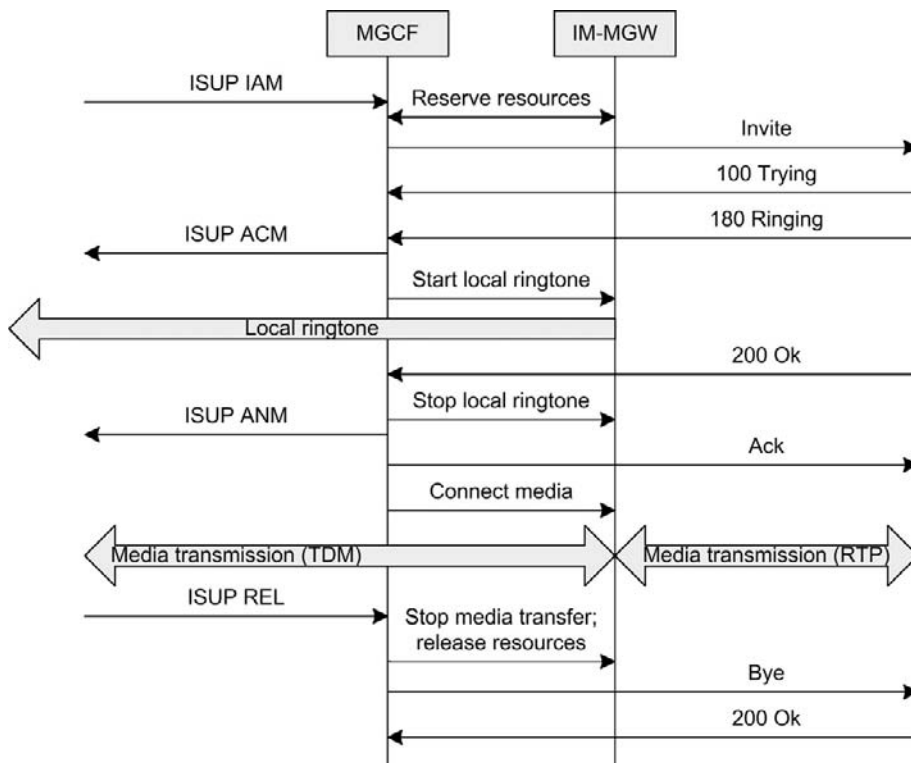 MGCF
IM-MGW
ISUP IAM
Reserve resources
Invite
100 Trying
180 Ringing
ISUP ACM
Start local ringtone
Local ringtone
200 Ok
Stop local ringtone
ISUP ANM
Ack
Connect media
Media transmission (TDM)
Media transmission (RTP)
ISUP REL
Stop media transfer;
release resources
Bye
200 Ok